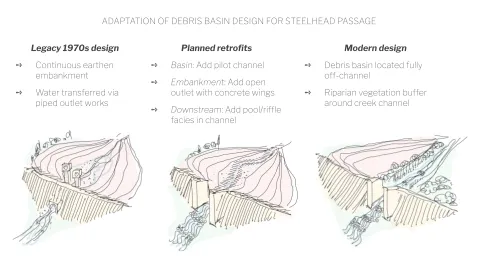 ADAPTATION OF DEBRIS BASIN DESIGN FOR STEELHEAD PASSAGE
Legacy 1970s design
Continuous earthen
embankment
Water transferred via
piped outlet works
Planned retrofits
Basin: Add pilot channel
Embankment: Add open
outlet with concrete wings
Downstream: Add pool/riffle
facies in channel
Modern design
Debris basin located fully
off-channel
Riparian vegetation buffer
around creek channel